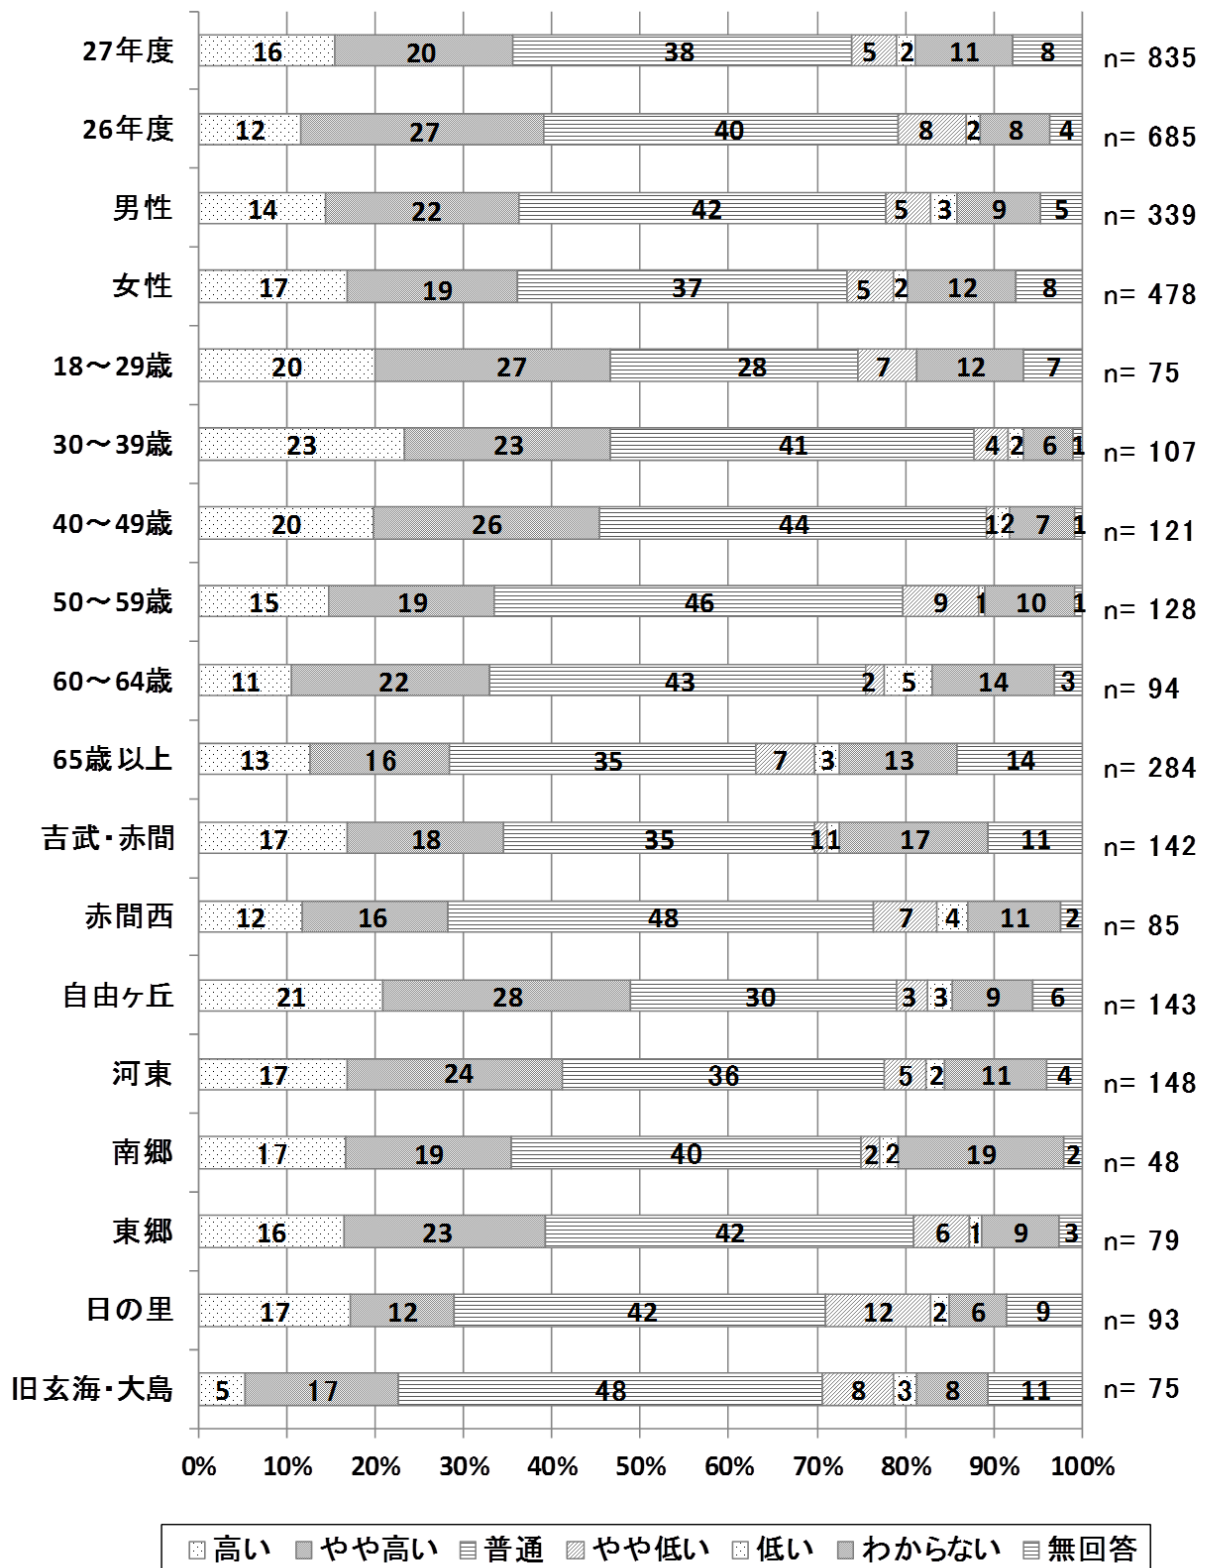 27年度 16 20 38 5 2 11 8 n= 835
26年度 12 27 40 8 2 8 4 n= 685
男性 14 22 42 5 3 9 5 n= 339
女性 17 19 37 5 2 12 8 n= 478
18～29歳 20 27 28 7 12 7 n= 75
30～39歳 23 23 41 4 2 6 1 n= 107
40～49歳 20 26 44 1 2 7 1 n= 121
50～59歳 15 19 46 9 1 10 1 n= 128
60～64歳 11 22 43 2 5 14 3 n= 94
65歳以上 13 16 35 7 3 13 14 n= 284
吉武・赤間 17 18 35 1 1 17 11 n= 142
赤間西 12 16 48 7 4 11 2 n= 85
自由ヶ丘 21 28 30 3 3 9 6 n= 143
河東 17 24 36 5 2 11 4 n= 148
南郷 17 19 40 2 2 19 2 n= 48
東郷 16 23 42 6 1 9 3 n= 79
日の里 17 12 42 12 2 6 9 n= 93
旧玄海・大島 5 17 48 8 3 8 11 n= 75
0% 10% 20% 30% 40% 50% 60% 70% 80% 90% 100%
高い やや高い 普通 やや低い 低い わからない 無回答